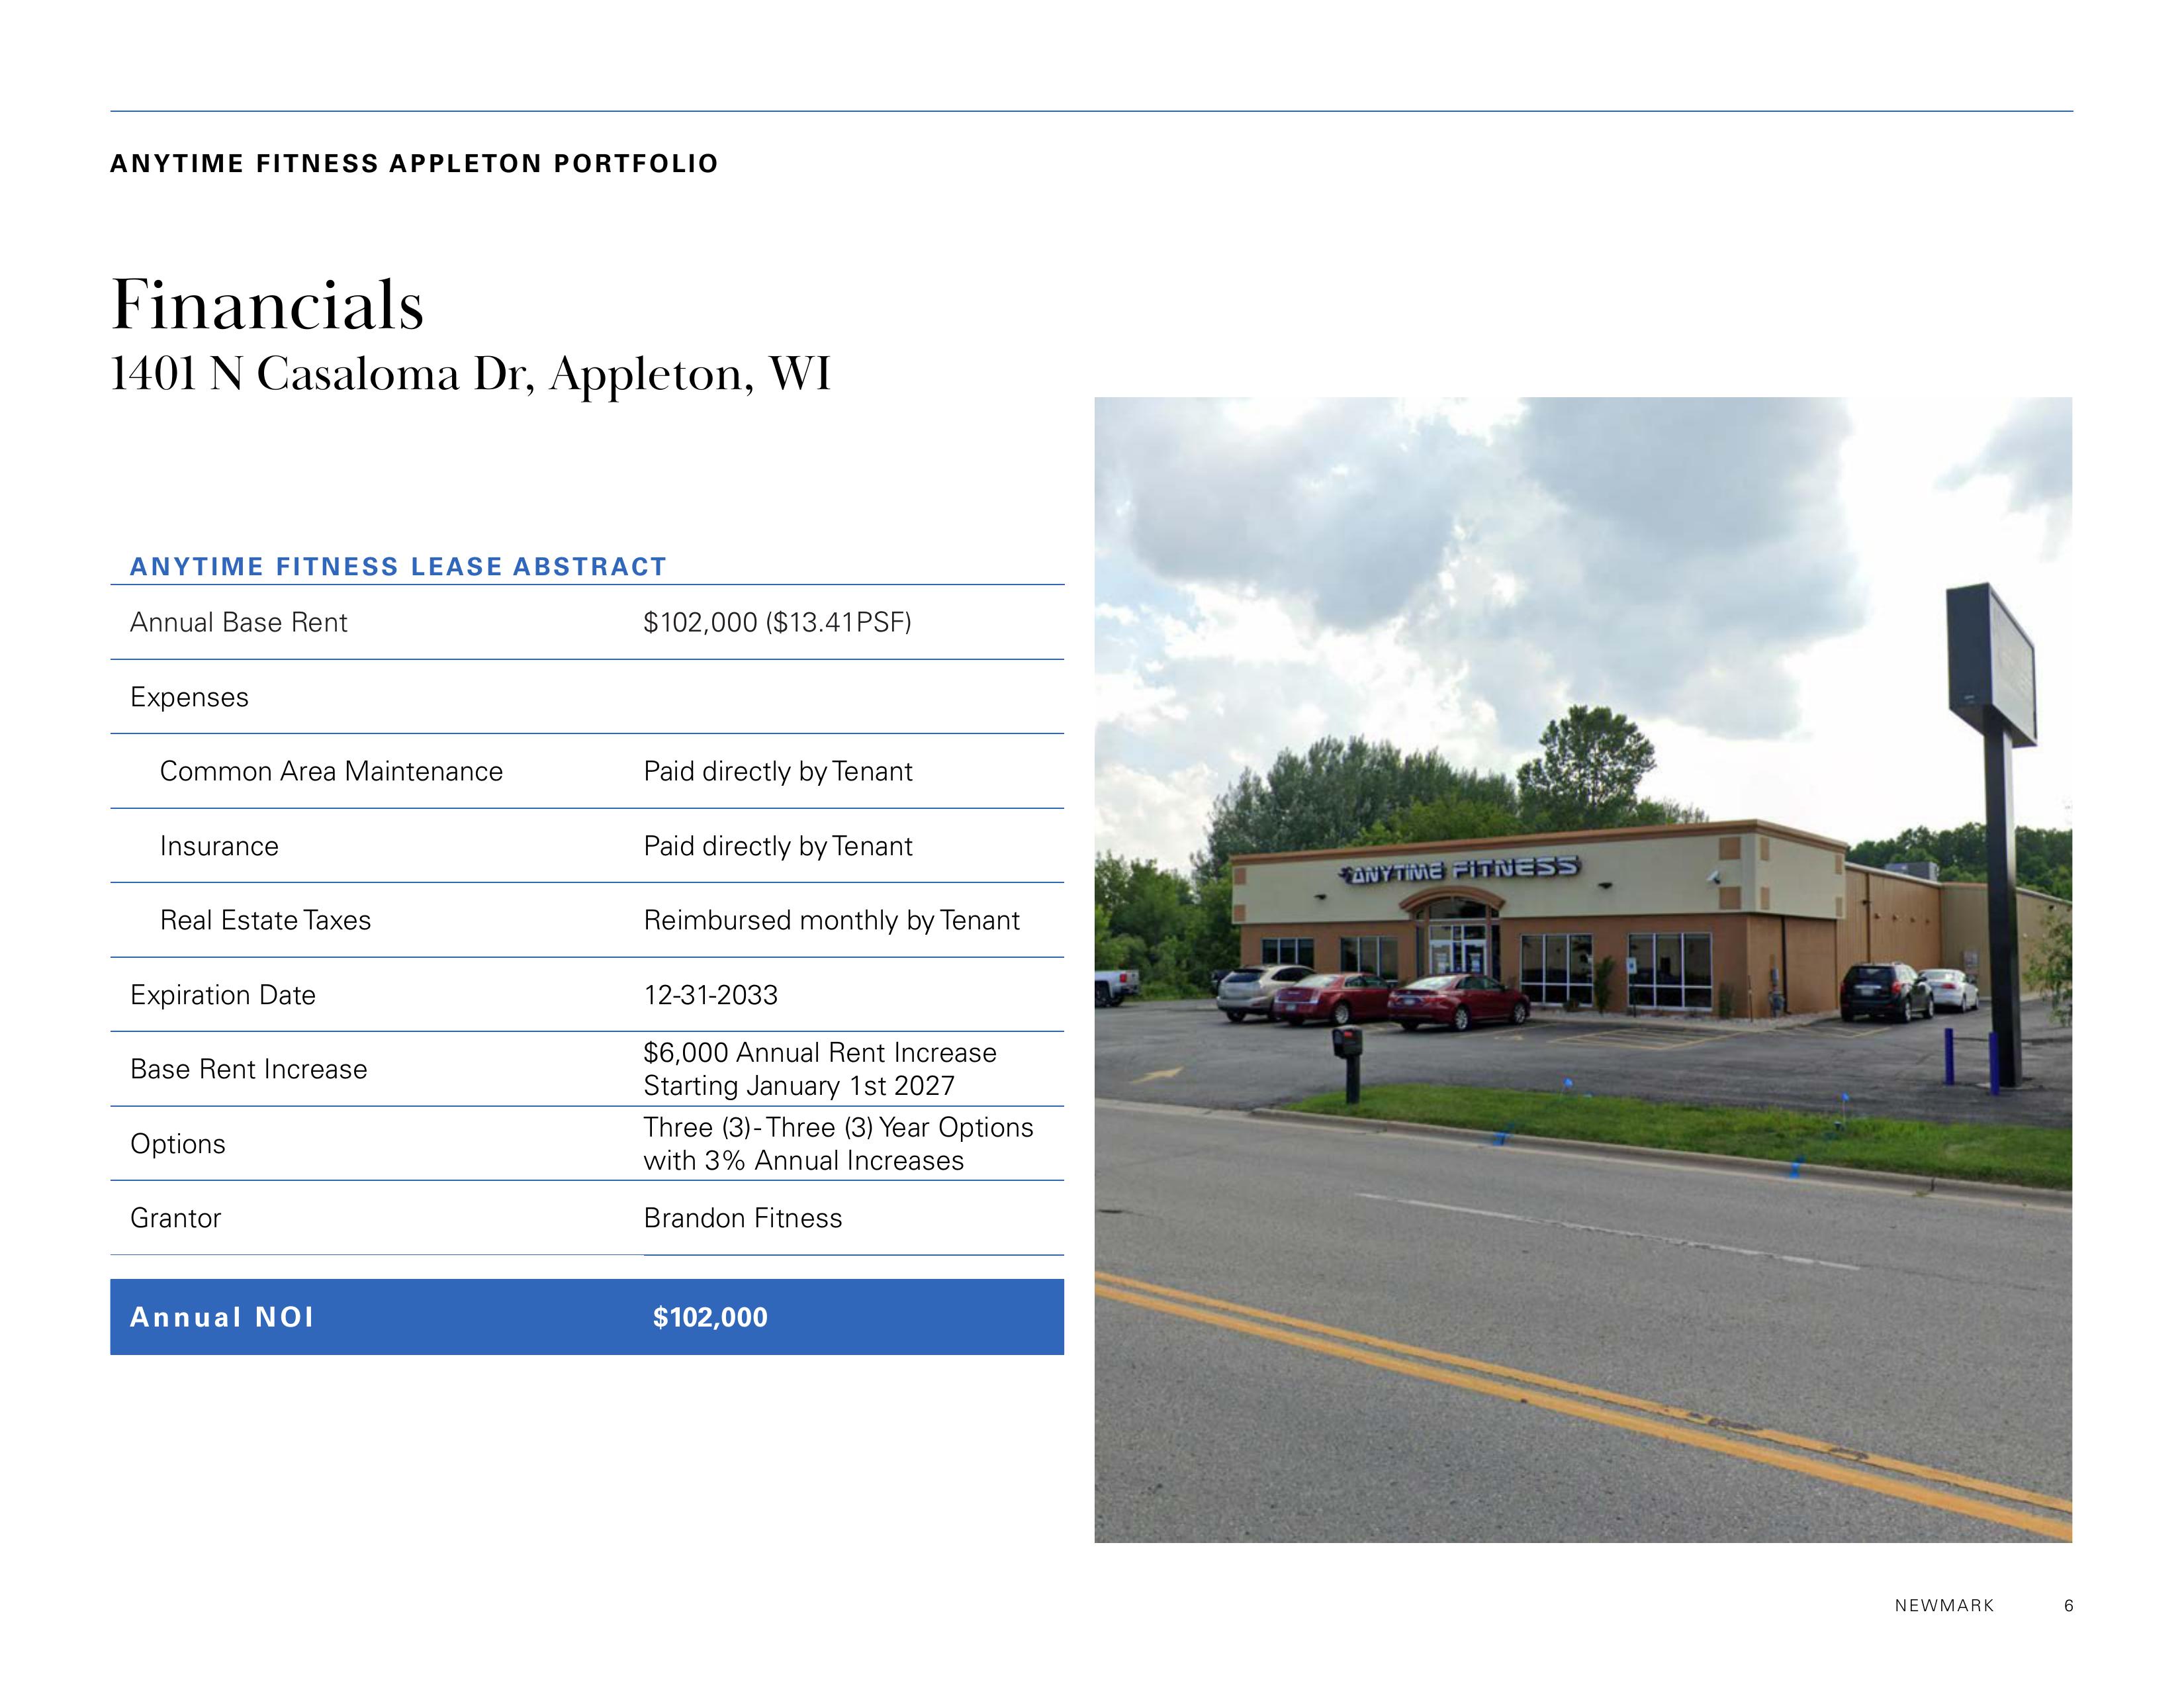 ANYTIME FITNESS APPLETON PORTFOLIO
Financials
1401 N Casaloma Dr, Appleton, WI
ANYTIME FITNESS LEASE ABSTRACT
Annual Base Rent $102,000 ($13.41PSF)
Expenses
Common Area Maintenance Paid directly by Tenant
Insurance Paid directly by Tenant
Real Estate Taxes Reimbursed monthly by Tenant
Expiration Date 12-31-2033
Base Rent Increase $6,000 Annual Rent Increase
Starting January 1st 2027
Options Three (3)-Three (3) Year Options
with 3% Annual Increases
Grantor Brandon Fitness
Annual NOI $102,000
ANYTIME FITNESS
NEWMARK 6